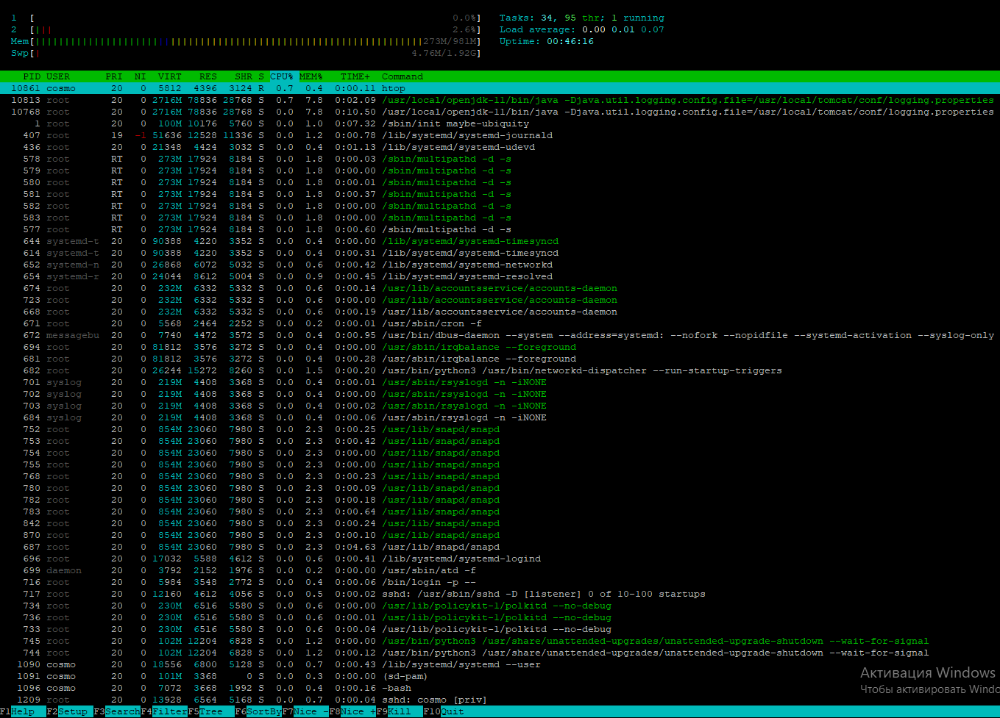 1 [ 0.0%] Tasks: 34, 95 thr; 1 running
2 [||| 2.6%] Load average: 0.00 0.01 0.07
Mem[||||||||||||||||||||||||||||||||||||||||||||||||||||||||||||||||||273M/981M] Uptime: 00:46:16
Swp[| 4.76M/1.92G]
PID USER PRI NI VIRT RES SHR S CPU% MEM% TIME+ Command
10861 cosmo 20 0 5812 4396 3124 R 0.7 0.4 0:00.11 htop
10813 root 20 0 2716M 78836 28768 S 0.7 7.8 0:02.09 /usr/local/openjdk-11/bin/java -Djava.util.logging.config.file=/usr/local/tomcat/conf/logging.properties
10768 root 20 0 2716M 78836 28768 S 0.7 7.8 0:10.50 /usr/local/openjdk-11/bin/java -Djava.util.logging.config.file=/usr/local/tomcat/conf/logging.properties
1 root 20 0 100M 10176 5760 S 0.0 1.0 0:07.32 /sbin/init maybe-ubiquity
407 root 19 -1 51636 12528 11336 S 0.0 1.2 0:00.78 /lib/systemd/systemd-journald
436 root 20 0 21348 4424 3032 S 0.0 0.4 0:01.13 /lib/systemd/systemd-udevd
578 root RT 0 273M 17924 8184 S 0.0 1.8 0:00.03 /sbin/multipathd -d -s
579 root RT 0 273M 17924 8184 S 0.0 1.8 0:00.00 /sbin/multipathd -d -s
580 root RT 0 273M 17924 8184 S 0.0 1.8 0:00.01 /sbin/multipathd -d -s
581 root RT 0 273M 17924 8184 S 0.0 1.8 0:00.37 /sbin/multipathd -d -s
582 root RT 0 273M 17924 8184 S 0.0 1.8 0:00.00 /sbin/multipathd -d -s
583 root RT 0 273M 17924 8184 S 0.0 1.8 0:00.00 /sbin/multipathd -d -s
577 root RT 0 273M 17924 8184 S 0.0 1.8 0:00.60 /sbin/multipathd -d -s
644 systemd-t 20 0 90388 4220 3352 S 0.0 0.4 0:00.00 /lib/systemd/systemd-timesyncd
614 systemd-t 20 0 90388 4220 3352 S 0.0 0.4 0:00.31 /lib/systemd/systemd-timesyncd
652 systemd-n 20 0 26868 6072 5032 S 0.0 0.6 0:00.42 /lib/systemd/systemd-networkd
654 systemd-r 20 0 24044 8612 5004 S 0.0 0.9 0:00.45 /lib/systemd/systemd-resolved
674 root 20 0 232M 6332 5332 S 0.0 0.6 0:00.14 /usr/lib/accountsservice/accounts-daemon
723 root 20 0 232M 6332 5332 S 0.0 0.6 0:00.00 /usr/lib/accountsservice/accounts-daemon
668 root 20 0 232M 6332 5332 S 0.0 0.6 0:00.19 /usr/lib/accountsservice/accounts-daemon
671 root 20 0 5568 2464 2252 S 0.0 0.2 0:00.01 /usr/sbin/cron -f
672 messagebu 20 0 7740 4472 3572 S 0.0 0.4 0:00.95 /usr/bin/dbus-daemon --system --address=systemd: --nofork --nopidfile --systemd-activation --syslog-only
694 root 20 0 81812 3576 3272 S 0.0 0.4 0:00.00 /usr/sbin/irqbalance --foreground
681 root 20 0 81812 3576 3272 S 0.0 0.4 0:00.28 /usr/sbin/irqbalance --foreground
682 root 20 0 26244 15272 8260 S 0.0 1.5 0:00.20 /usr/bin/python3 /usr/bin/networkd-dispatcher --run-startup-triggers
701 syslog 20 0 219M 4408 3368 S 0.0 0.4 0:00.01 /usr/sbin/rsyslogd -n -iNONE
702 syslog 20 0 219M 4408 3368 S 0.0 0.4 0:00.00 /usr/sbin/rsyslogd -n -iNONE
703 syslog 20 0 219M 4408 3368 S 0.0 0.4 0:00.02 /usr/sbin/rsyslogd -n -iNONE
684 syslog 20 0 219M 4408 3368 S 0.0 0.4 0:00.06 /usr/sbin/rsyslogd -n -iNONE
752 root 20 0 854M 23060 7980 S 0.0 2.3 0:00.25 /usr/lib/snapd/snapd
753 root 20 0 854M 23060 7980 S 0.0 2.3 0:00.42 /usr/lib/snapd/snapd
754 root 20 0 854M 23060 7980 S 0.0 2.3 0:00.00 /usr/lib/snapd/snapd
755 root 20 0 854M 23060 7980 S 0.0 2.3 0:00.00 /usr/lib/snapd/snapd
768 root 20 0 854M 23060 7980 S 0.0 2.3 0:00.23 /usr/lib/snapd/snapd
780 root 20 0 854M 23060 7980 S 0.0 2.3 0:00.09 /usr/lib/snapd/snapd
782 root 20 0 854M 23060 7980 S 0.0 2.3 0:00.18 /usr/lib/snapd/snapd
783 root 20 0 854M 23060 7980 S 0.0 2.3 0:00.64 /usr/lib/snapd/snapd
842 root 20 0 854M 23060 7980 S 0.0 2.3 0:00.24 /usr/lib/snapd/snapd
870 root 20 0 854M 23060 7980 S 0.0 2.3 0:00.10 /usr/lib/snapd/snapd
687 root 20 0 854M 23060 7980 S 0.0 2.3 0:04.63 /usr/lib/snapd/snapd
696 root 20 0 17032 5588 4612 S 0.0 0.6 0:00.41 /lib/systemd/systemd-logind
699 daemon 20 0 3792 2152 1976 S 0.0 0.2 0:00.00 /usr/sbin/atd -f
716 root 20 0 5984 3548 2772 S 0.0 0.4 0:00.06 /bin/login -p --
717 root 20 0 12160 4612 4056 S 0.0 0.5 0:00.02 sshd: /usr/sbin/sshd -D [listener] 0 of 10-100 startups
734 root 20 0 230M 6516 5580 S 0.0 0.6 0:00.00 /usr/lib/policykit-1/polkitd --no-debug
736 root 20 0 230M 6516 5580 S 0.0 0.6 0:00.01 /usr/lib/policykit-1/polkitd --no-debug
733 root 20 0 230M 6516 5580 S 0.0 0.6 0:00.04 /usr/lib/policykit-1/polkitd --no-debug
745 root 20 0 102M 12204 6828 S 0.0 1.2 0:00.00 /usr/bin/python3 /usr/share/unattended-upgrades/unattended-upgrade-shutdown --wait-for-signal
744 root 20 0 102M 12204 6828 S 0.0 1.2 0:00.12 /usr/bin/python3 /usr/share/unattended-upgrades/unattended-upgrade-shutdown --wait-for-signal
1090 cosmo 20 0 18556 6800 5128 S 0.0 0.7 0:00.43 /lib/systemd/systemd --user
1091 cosmo 20 0 101M 3368 0 S 0.0 0.3 0:00.00 (sd-pam)
1096 cosmo 20 0 7072 3668 1992 S 0.0 0.4 0:00.16 -bash
1209 root 20 0 13928 6564 5168 S 0.0 0.7 0:00.04 sshd: cosmo [priv]
Активация Windows
Чтобы активировать Windo
F1Help F2Setup F3SearchF4FilterF5Tree F6SortByF7Nice -F8Nice +F9Kill F10Quit